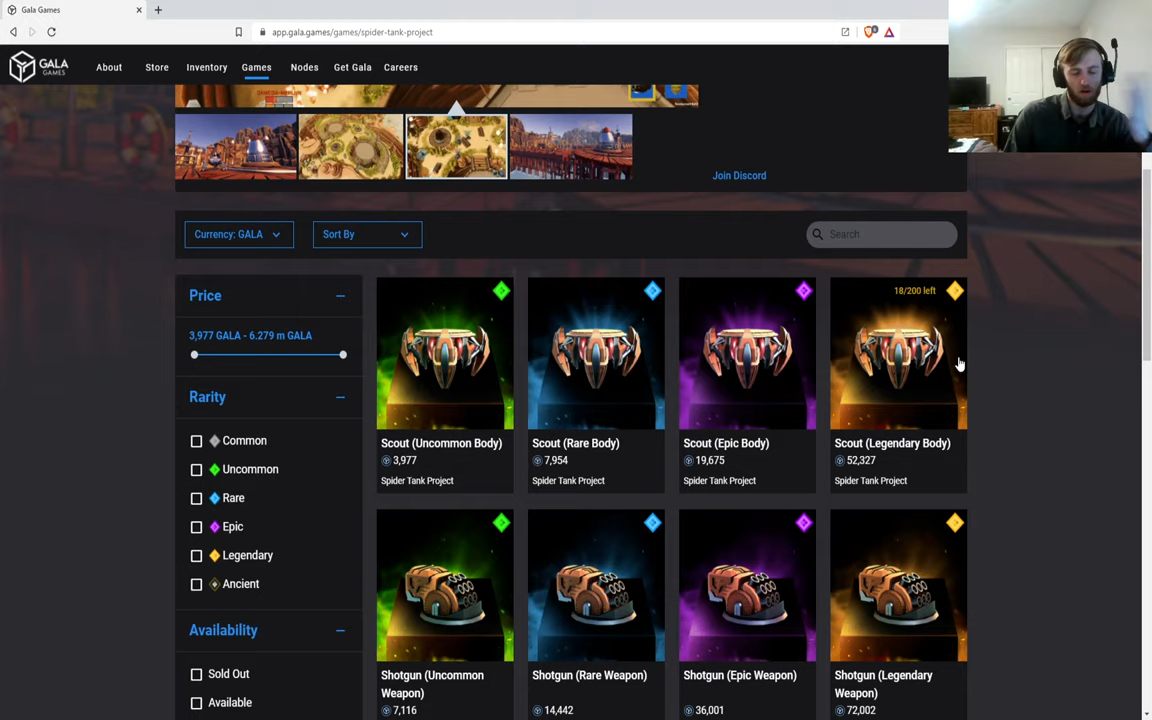 Gala Games
app.gala.games/games/spider-tank-project
GALA
GAMES
About
Store
Inventory
Games
Nodes
Get Gala
Careers
Join Discord
Currency: GALA
Sort By
Search
Price
3,977 GALA - 6.279 m GALA
Rarity
Common
Uncommon
Rare
Epic
Legendary
Ancient
Availability
Sold Out
Available
18/200 left
Scout (Uncommon Body)
3,977
Spider Tank Project
Scout (Rare Body)
7,954
Spider Tank Project
Scout (Epic Body)
19,675
Spider Tank Project
Scout (Legendary Body)
52,327
Spider Tank Project
Shotgun (Uncommon
Weapon)
7,116
Shotgun (Rare Weapon)
14,442
Shotgun (Epic Weapon)
36,001
Shotgun (Legendary
Weapon)
72,002